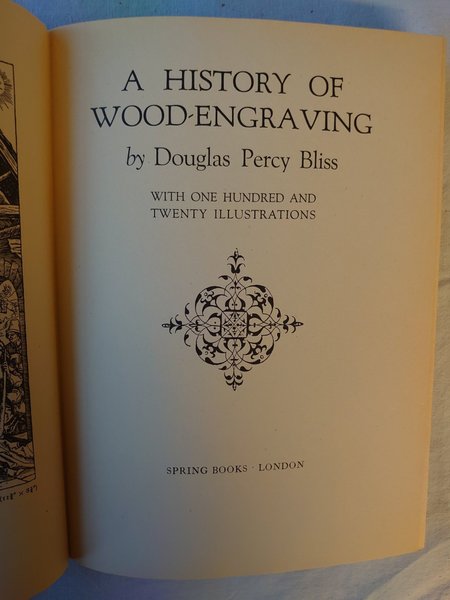 A HISTORY OF
WOOD-ENGRAVING
by Douglas Percy Bliss
WITH ONE HUNDRED AND
TWENTY ILLUSTRATIONS
SPRING BOOKS · LONDON